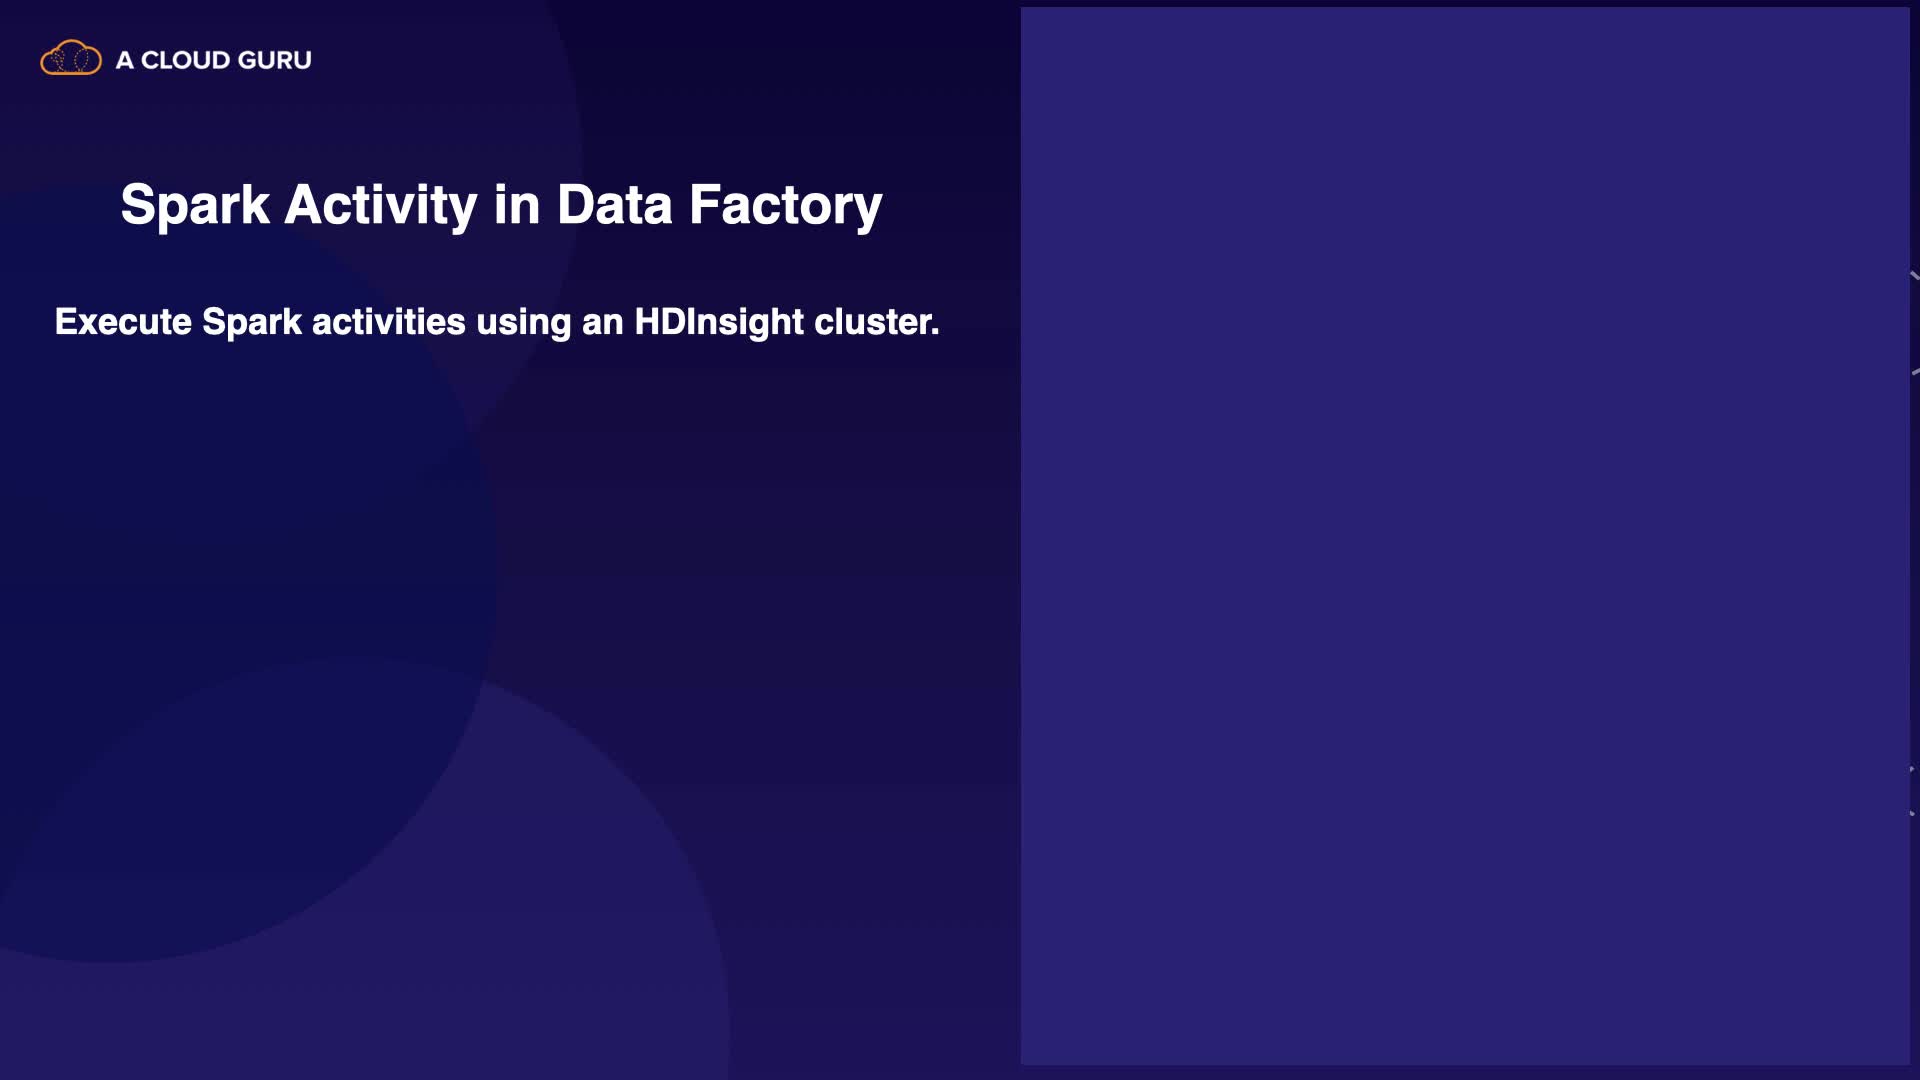 A CLOUD GURU
Spark Activity in Data Factory
Execute Spark activities using an HDInsight cluster.